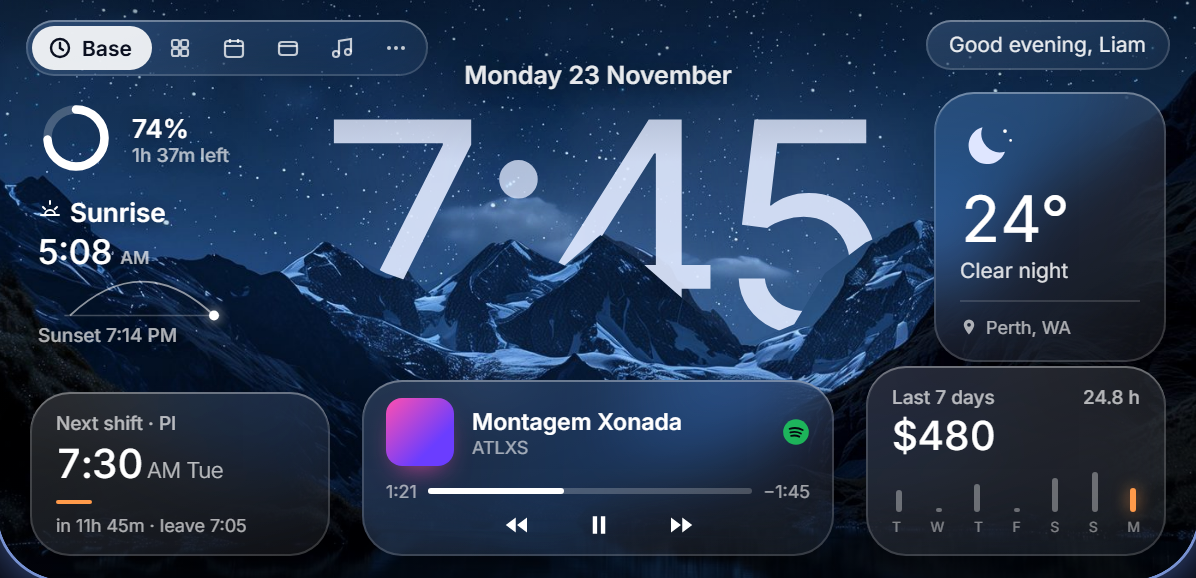 Base
Good evening, Liam
Monday 23 November
7:45
74%
1h 37m left
Sunrise
5:08 AM
Sunset 7:14 PM
24°
Clear night
Perth, WA
Next shift · PI
7:30 AM Tue
in 11h 45m · leave 7:05
Montagem Xonada
ATLXS
1:21
−1:45
Last 7 days
24.8 h
$480
T W T F S S M